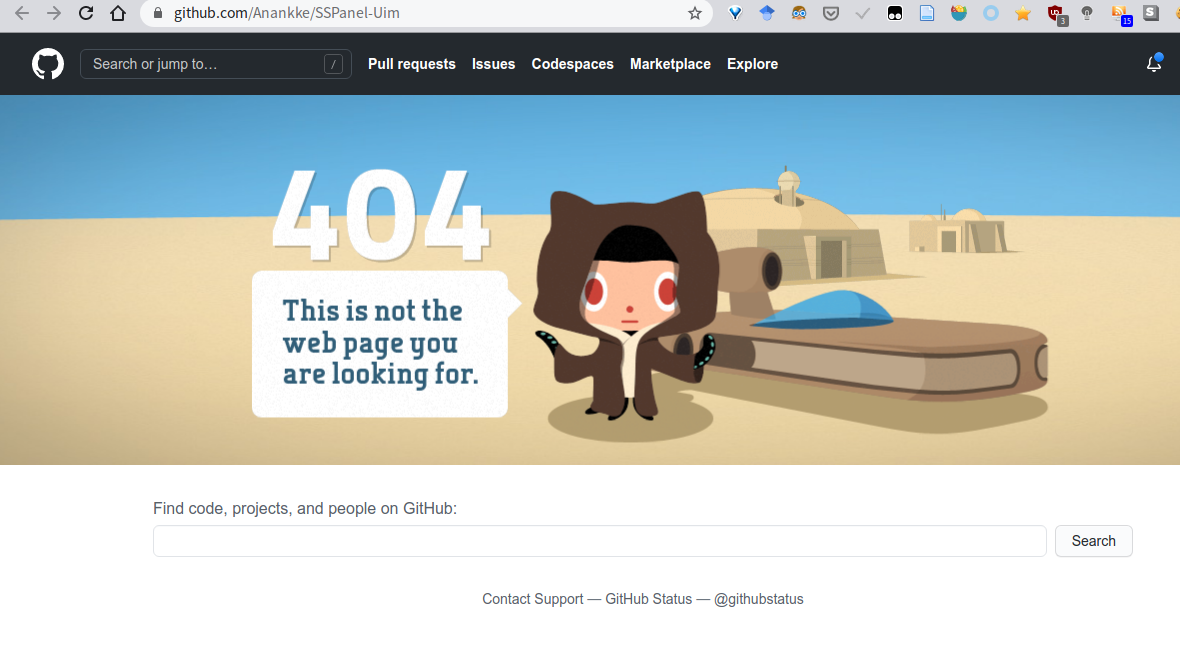 github.com/Anankke/SSPanel-Uim
3
15
S
Search or jump to…
/
Pull requests
Issues
Codespaces
Marketplace
Explore
404
This is not the
web page you
are looking for.
Find code, projects, and people on GitHub:
Search
Contact Support — GitHub Status — @githubstatus